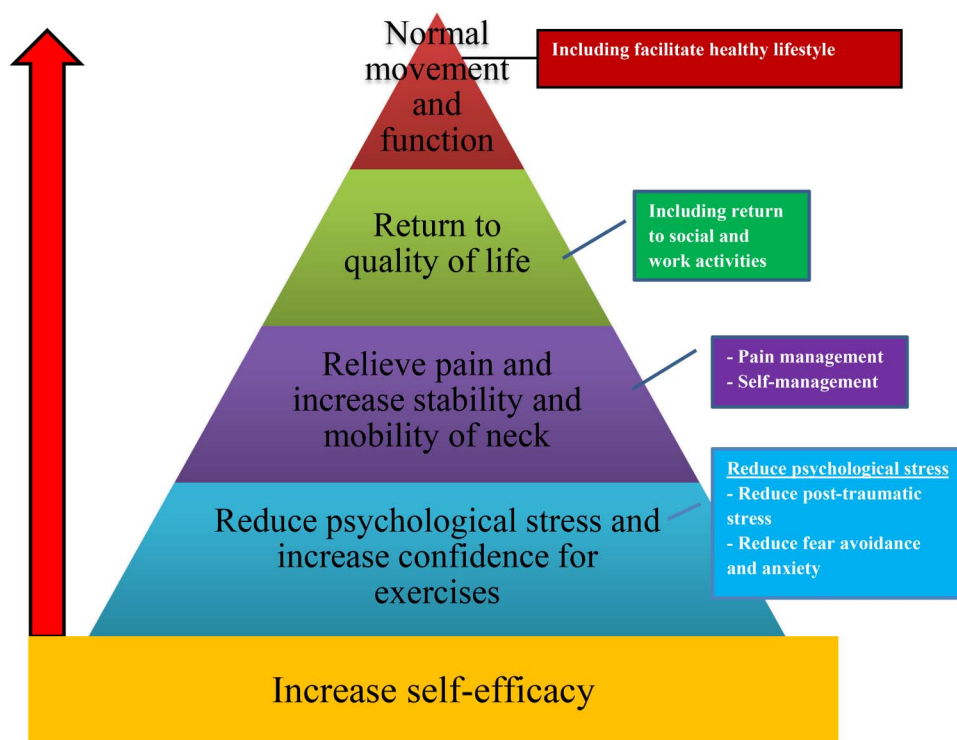 Normal
movement
and
function
Including facilitate healthy lifestyle
Return to
quality of life
Including return
to social and
work activities
Relieve pain and
increase stability and
mobility of neck
- Pain management
- Self-management
Reduce psychological stress and
increase confidence for
exercises
Reduce psychological stress
- Reduce post-traumatic
stress
- Reduce fear avoidance
and anxiety
Increase self-efficacy